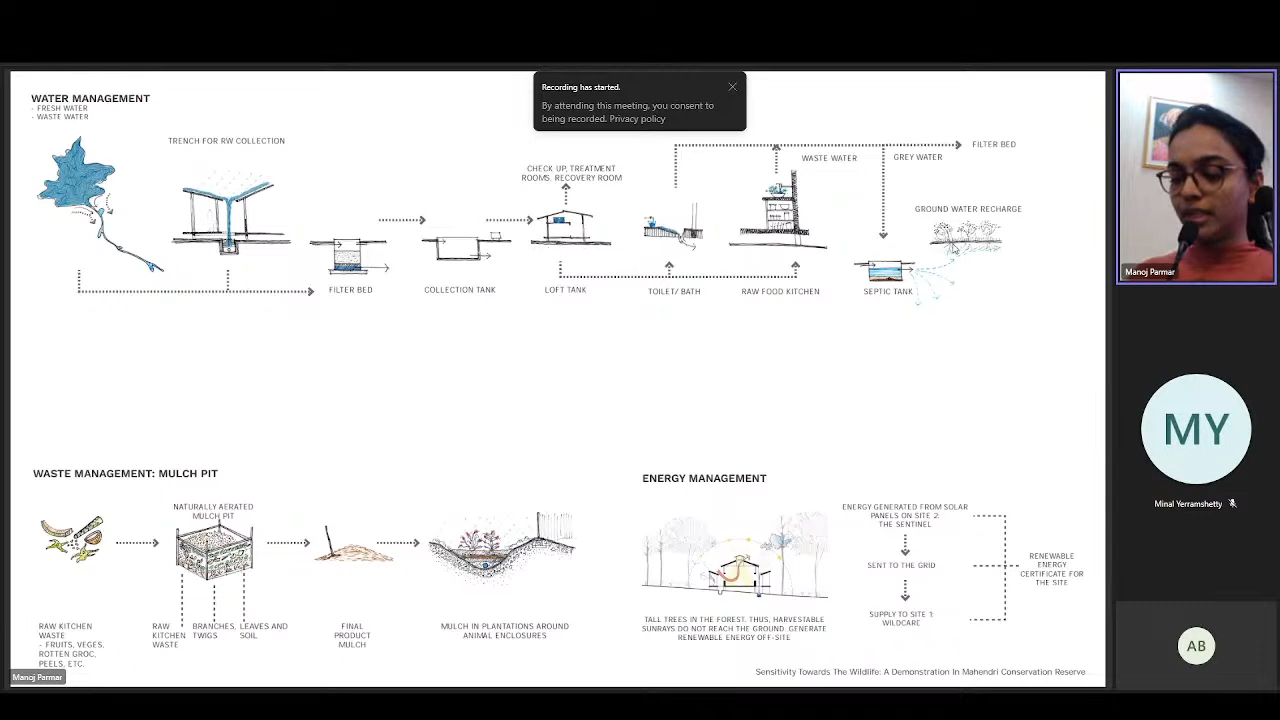 WATER MANAGEMENT
- FRESH WATER
- WASTE WATER
TRENCH FOR RW COLLECTION
Recording has started.
By attending this meeting, you consent to
being recorded. Privacy policy
CHECK UP, TREATMENT
ROOMS, RECOVERY ROOM
WASTE WATER
GREY WATER
FILTER BED
GROUND WATER RECHARGE
FILTER BED
COLLECTION TANK
LOFT TANK
TOILET/ BATH
RAW FOOD KITCHEN
SEPTIC TANK
WASTE MANAGEMENT: MULCH PIT
NATURALLY AERATED
MULCH PIT
RAW KITCHEN
WASTE
- FRUITS, VEGES,
ROTTEN GROC,
PEELS, ETC.
RAW
KITCHEN
WASTE
BRANCHES,
TWIGS
LEAVES AND
SOIL
FINAL
PRODUCT
MULCH
MULCH IN PLANTATIONS AROUND
ANIMAL ENCLOSURES
ENERGY MANAGEMENT
TALL TREES IN THE FOREST. THUS, HARVESTABLE
SUNRAYS DO NOT REACH THE GROUND. GENERATE
RENEWABLE ENERGY OFF-SITE
ENERGY GENERATED FROM SOLAR
PANELS ON SITE 2:
THE SENTINEL
SENT TO THE GRID
SUPPLY TO SITE 1:
WILDCARE
RENEWABLE
ENERGY
CERTIFICATE FOR
THE SITE
Sensitivity Towards The Wildlife: A Demonstration In Mahendri Conservation Reserve
Manoj Parmar
Manoj Parmar
MY
Minal Yerramshetty
AB